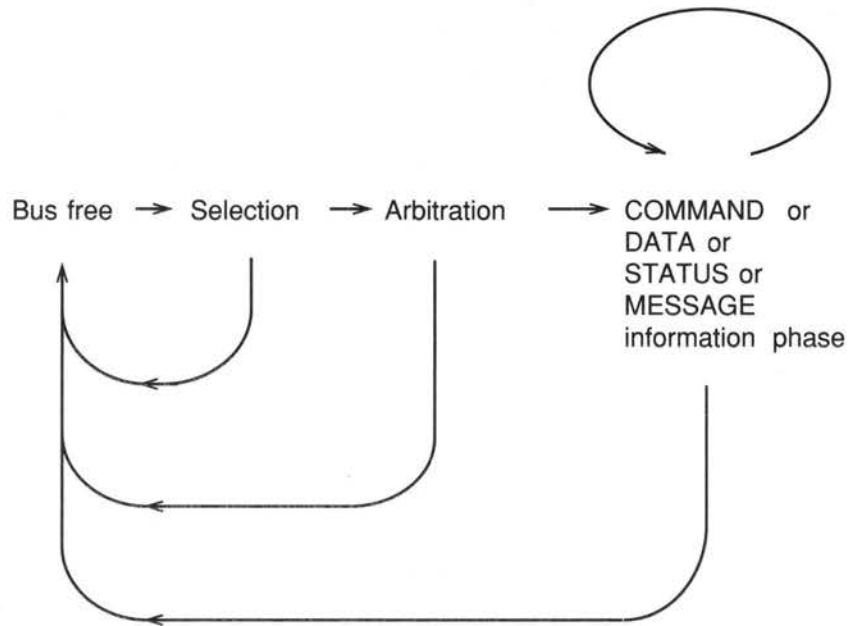 Bus free
Selection
Arbitration
COMMAND or
DATA or
STATUS or
MESSAGE
information phase